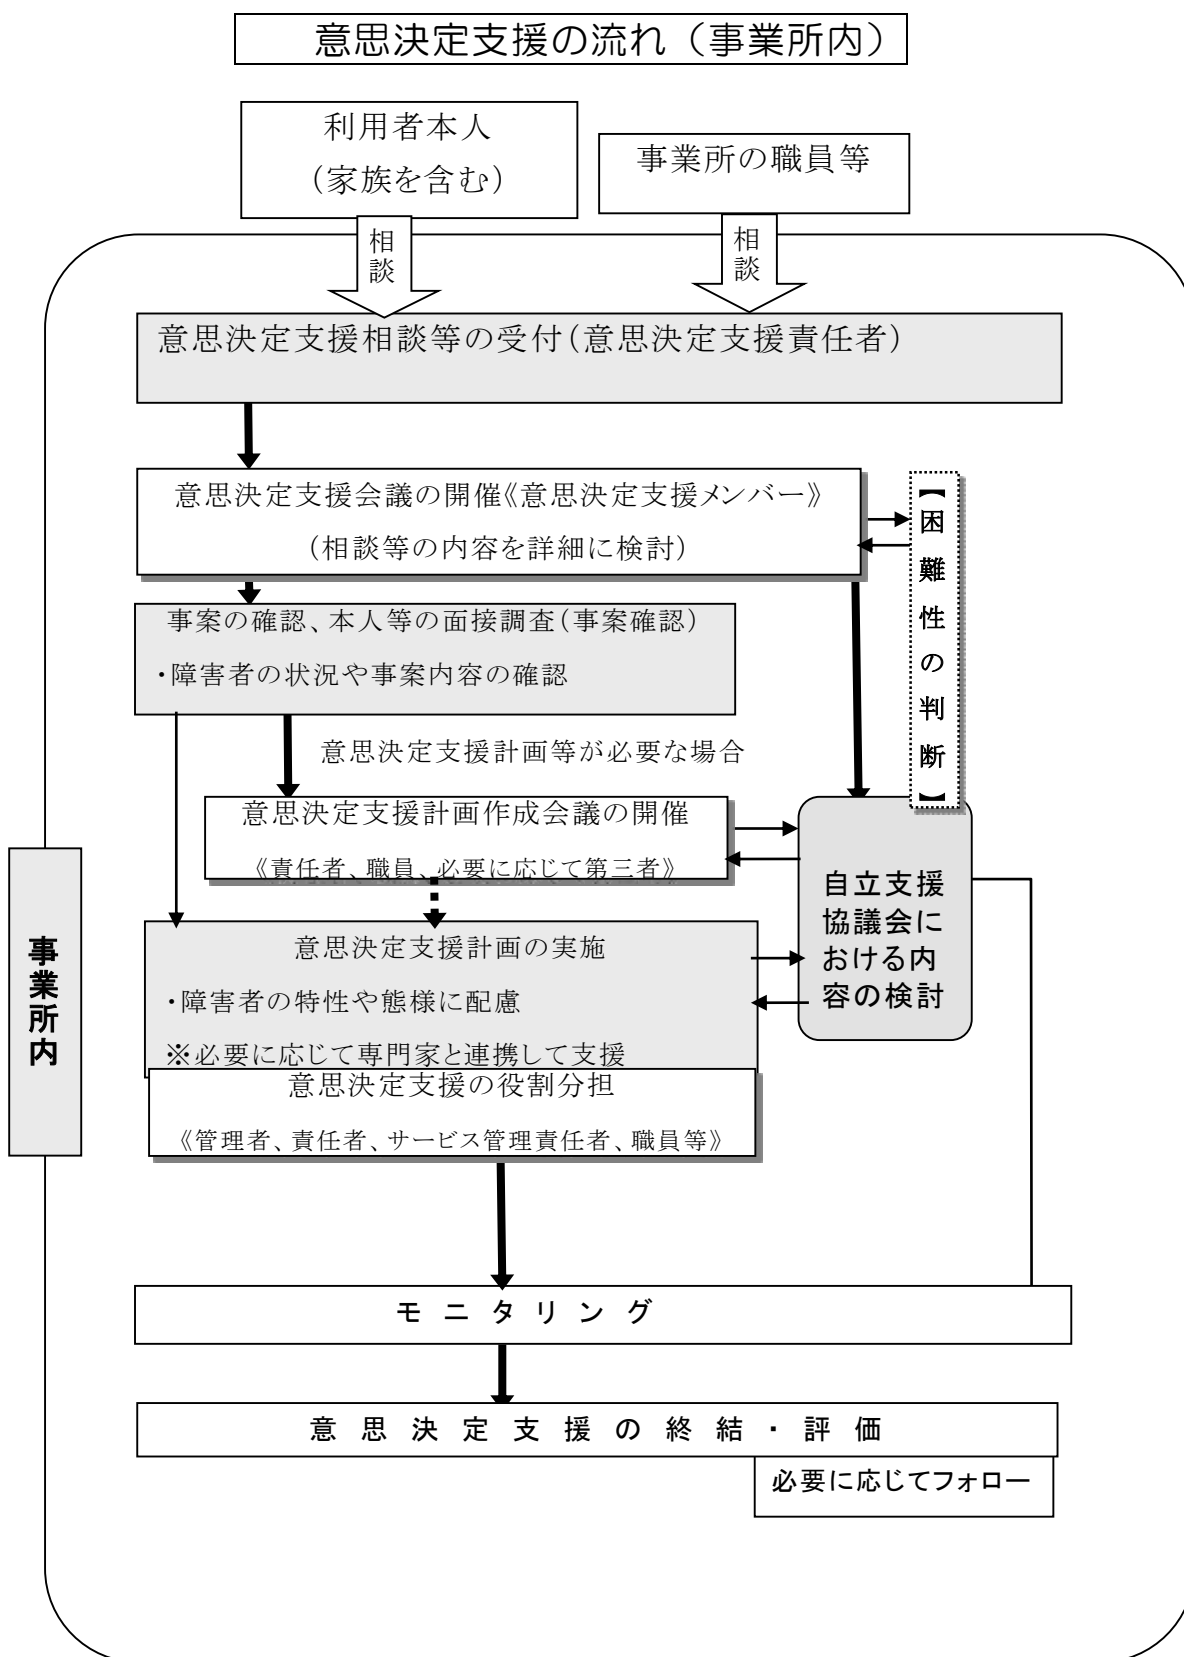 意思決定支援の流れ（事業所内）
利用者本人
（家族を含む）
事業所の職員等
相談
相談
意思決定支援相談等の受付（意思決定支援責任者）
意思決定支援会議の開催《意思決定支援メンバー》
（相談等の内容を詳細に検討）
【困難性の判断】
事案の確認、本人等の面接調査（事案確認）
・障害者の状況や事案内容の確認
意思決定支援計画等が必要な場合
意思決定支援計画作成会議の開催
《責任者、職員、必要に応じて第三者》
自立支援
協議会に
おける内
容の検討
事業所内
意思決定支援計画の実施
・障害者の特性や態様に配慮
※必要に応じて専門家と連携して支援
意思決定支援の役割分担
《管理者、責任者、サービス管理責任者、職員等》
モニタリング
意思決定支援の終結・評価
必要に応じてフォロー